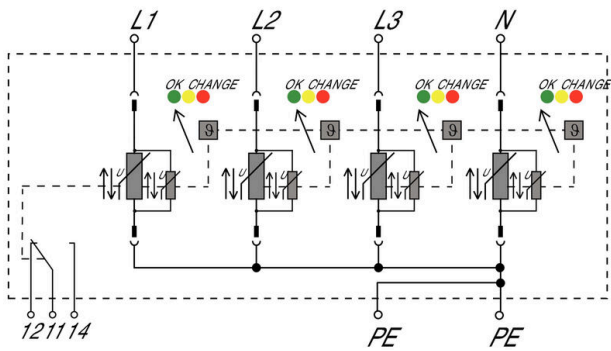 L1 L2 L3 N
OK CHANGE OK CHANGE OK CHANGE OK CHANGE
ϑ ϑ ϑ ϑ
U U U U U U U U
12 11 14 PE PE